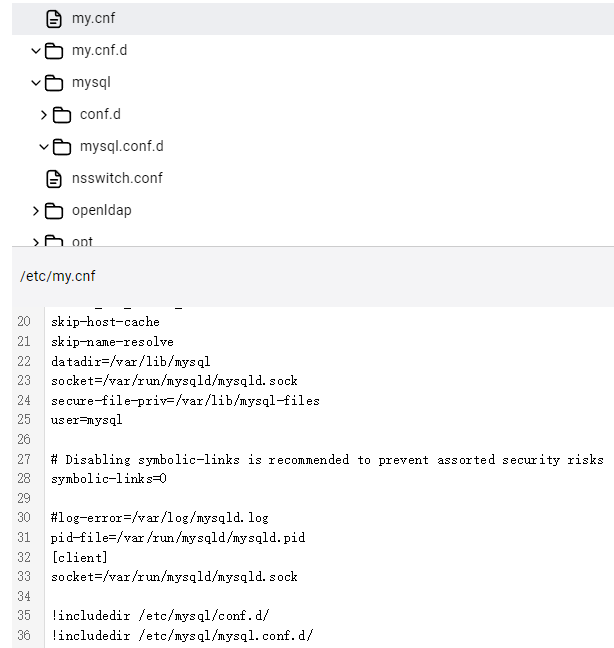 my.cnf
my.cnf.d
mysql
conf.d
mysql.conf.d
nsswitch.conf
openldap
opt
/etc/my.cnf
20 skip-host-cache
21 skip-name-resolve
22 datadir=/var/lib/mysql
23 socket=/var/run/mysqld/mysqld.sock
24 secure-file-priv=/var/lib/mysql-files
25 user=mysql
26
27 # Disabling symbolic-links is recommended to prevent assorted security risks
28 symbolic-links=0
29
30 #log-error=/var/log/mysqld.log
31 pid-file=/var/run/mysqld/mysqld.pid
32 [client]
33 socket=/var/run/mysqld/mysqld.sock
34
35 !includedir /etc/mysql/conf.d/
36 !includedir /etc/mysql/mysql.conf.d/